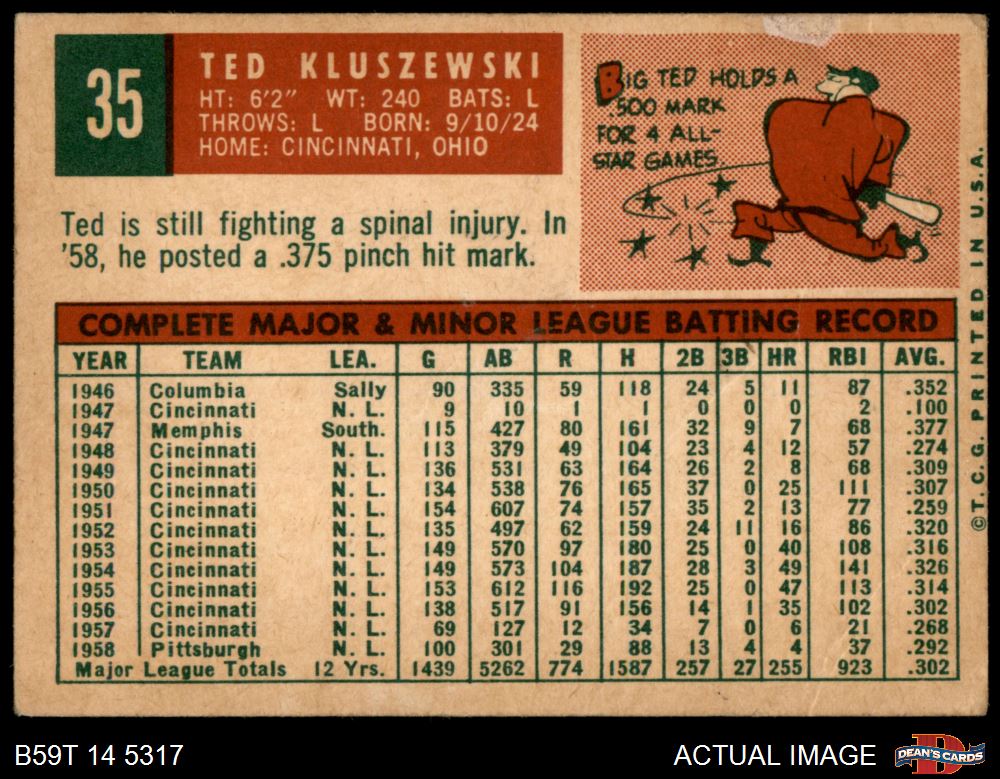 35
TED KLUSZEWSKI
HT: 6'2" WT: 240 BATS: L
THROWS: L BORN: 9/10/24
HOME: CINCINNATI, OHIO
BIG TED HOLDS A
.500 MARK
FOR 4 ALL-
STAR GAMES
Ted is still fighting a spinal injury. In
'58, he posted a .375 pinch hit mark.
COMPLETE MAJOR & MINOR LEAGUE BATTING RECORD
YEAR TEAM LEA. G AB R H 2B 3B HR RBI AVG.
1946 Columbia Sally 90 335 59 118 24 5 11 87 .352
1947 Cincinnati N. L. 9 10 1 1 0 0 0 2 .100
1947 Memphis South. 115 427 80 161 32 9 7 68 .377
1948 Cincinnati N. L. 113 379 49 104 23 4 12 57 .274
1949 Cincinnati N. L. 136 531 63 164 26 2 8 68 .309
1950 Cincinnati N. L. 134 538 76 165 37 0 25 111 .307
1951 Cincinnati N. L. 154 607 74 157 35 2 13 77 .259
1952 Cincinnati N. L. 135 497 62 159 24 11 16 86 .320
1953 Cincinnati N. L. 149 570 97 180 25 0 40 108 .316
1954 Cincinnati N. L. 149 573 104 187 28 3 49 141 .326
1955 Cincinnati N. L. 153 612 116 192 25 0 47 113 .314
1956 Cincinnati N. L. 138 517 91 156 14 1 35 102 .302
1957 Cincinnati N. L. 69 127 12 34 7 0 6 21 .268
1958 Pittsburgh N. L. 100 301 29 88 13 4 4 37 .292
Major League Totals 12 Yrs. 1439 5262 774 1587 257 27 255 923 .302
©T. C. G. PRINTED IN U.S.A.
B59T 14 5317
ACTUAL IMAGE
DEAN'S CARDS